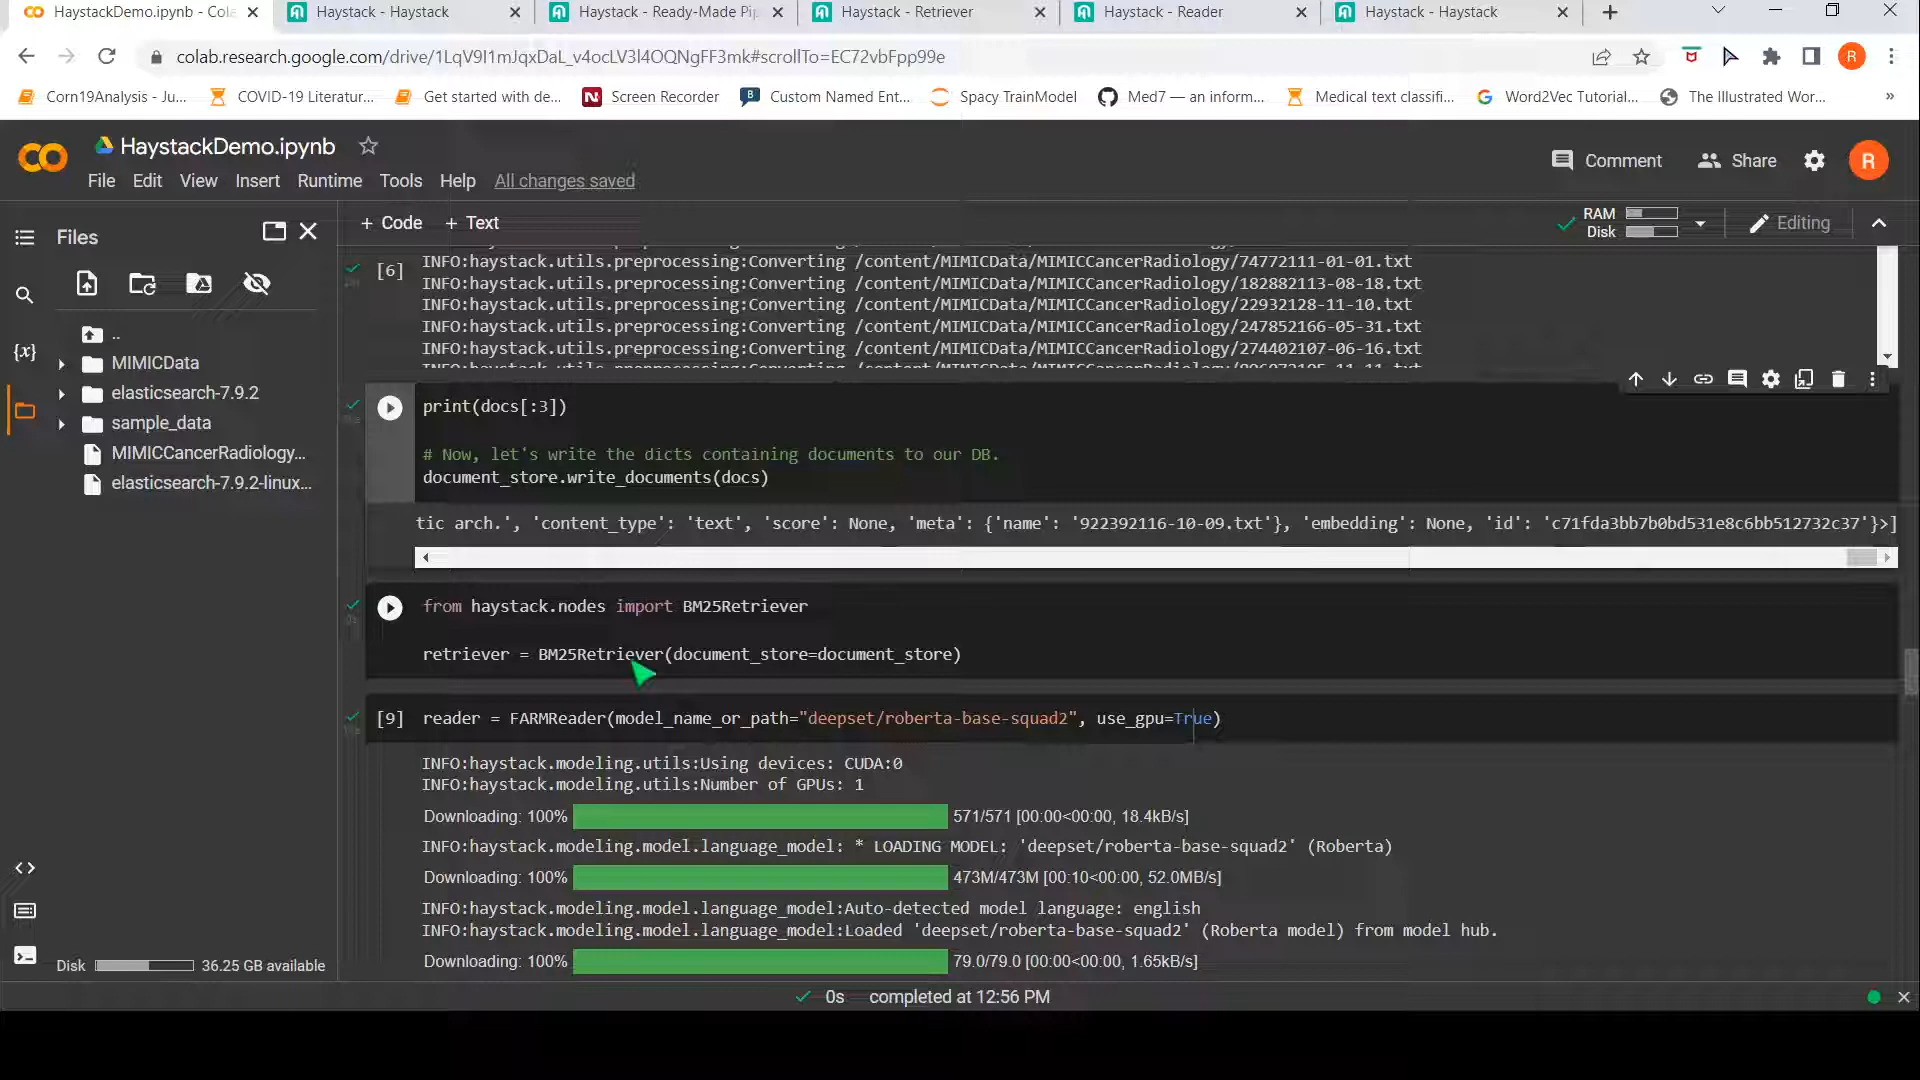 HaystackDemo.ipynb - Cola
Haystack - Haystack
Haystack - Ready-Made Pip
Haystack - Retriever
Haystack - Reader
Haystack - Haystack
colab.research.google.com/drive/1LqV9I1mJqxDaL_v4ocLV3l4OQNgFF3mk#scrollTo=EC72vbFpp99e
R
Corn19Analysis - Ju...
COVID-19 Literatur...
Get started with de...
Screen Recorder
Custom Named Ent...
Spacy TrainModel
Med7 — an inform...
Medical text classifi...
Word2Vec Tutorial...
The Illustrated Wor...
»
HaystackDemo.ipynb
Comment
Share
R
File Edit View Insert Runtime Tools Help All changes saved
Files
+ Code + Text
RAM
Disk
Editing
..
MIMICData
elasticsearch-7.9.2
sample_data
MIMICCancerRadiology...
elasticsearch-7.9.2-linux...
{x}
Disk 36.25 GB available
[6]
INFO:haystack.utils.preprocessing:Converting /content/MIMICData/MIMICCancerRadiology/74772111-01-01.txt
INFO:haystack.utils.preprocessing:Converting /content/MIMICData/MIMICCancerRadiology/182882113-08-18.txt
INFO:haystack.utils.preprocessing:Converting /content/MIMICData/MIMICCancerRadiology/22932128-11-10.txt
INFO:haystack.utils.preprocessing:Converting /content/MIMICData/MIMICCancerRadiology/247852166-05-31.txt
INFO:haystack.utils.preprocessing:Converting /content/MIMICData/MIMICCancerRadiology/274402107-06-16.txt
print(docs[:3])
# Now, let's write the dicts containing documents to our DB.
document_store.write_documents(docs)
tic arch.', 'content_type': 'text', 'score': None, 'meta': {'name': '922392116-10-09.txt'}, 'embedding': None, 'id': 'c71fda3bb7b0bd531e8c6bb512732c37'}>]
from haystack.nodes import BM25Retriever
retriever = BM25Retriever(document_store=document_store)
[9] reader = FARMReader(model_name_or_path="deepset/roberta-base-squad2", use_gpu=True)
INFO:haystack.modeling.utils:Using devices: CUDA:0
INFO:haystack.modeling.utils:Number of GPUs: 1
Downloading: 100% 571/571 [00:00<00:00, 18.4kB/s]
INFO:haystack.modeling.model.language_model: * LOADING MODEL: 'deepset/roberta-base-squad2' (Roberta)
Downloading: 100% 473M/473M [00:10<00:00, 52.0MB/s]
INFO:haystack.modeling.model.language_model:Auto-detected model language: english
INFO:haystack.modeling.model.language_model:Loaded 'deepset/roberta-base-squad2' (Roberta model) from model hub.
Downloading: 100% 79.0/79.0 [00:00<00:00, 1.65kB/s]
0s completed at 12:56 PM